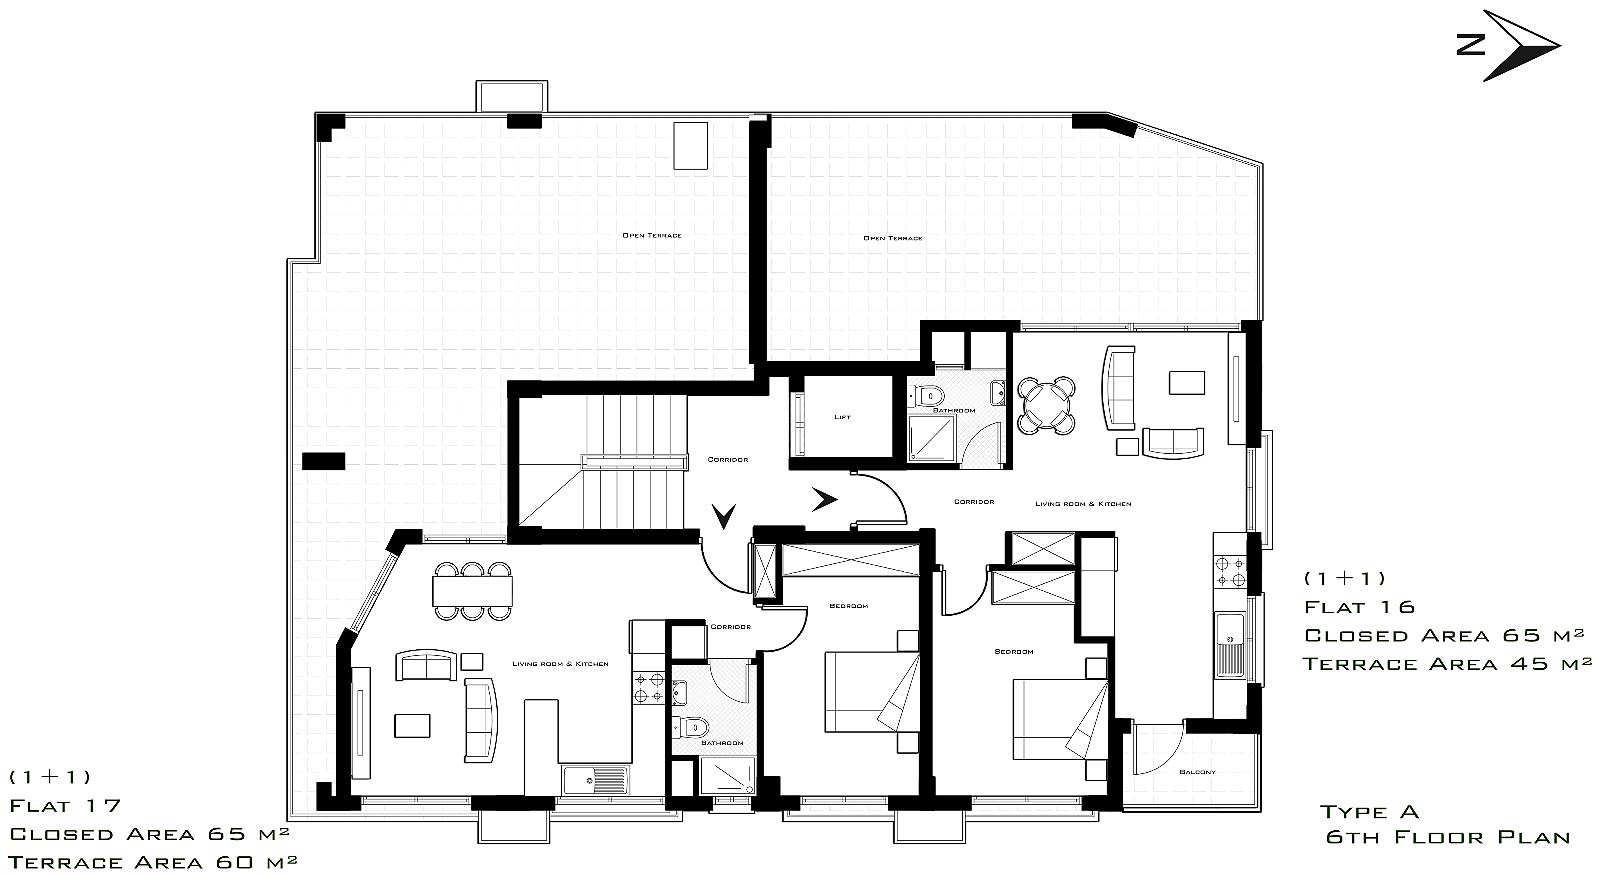 N
Open Terrace
Open Terrace
Lift
Bathroom
Corridor
Corridor
Living room & Kitchen
(1+1)
Flat 16
Closed Area 65 m²
Terrace Area 45 m²
Bedroom
Corridor
Bedroom
Living room & Kitchen
Bathroom
Balcony
(1+1)
Flat 17
Closed Area 65 m²
Terrace Area 60 m²
Type A
6th Floor Plan